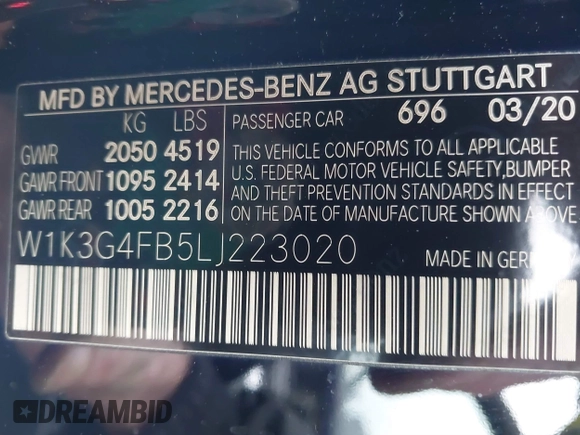 MFD BY MERCEDES-BENZ AG STUTTGART
KG LBS PASSENGER CAR 696 03/20
GVWR 2050 4519 THIS VEHICLE CONFORMS TO ALL APPLICABLE
GAWR FRONT 1095 2414 U.S. FEDERAL MOTOR VEHICLE SAFETY,BUMPER
GAWR REAR 1005 2216 AND THEFT PREVENTION STANDARDS IN EFFECT
ON THE DATE OF MANUFACTURE SHOWN ABOVE
W1K3G4FB5LJ223020 MADE IN GERMANY
DREAMBID